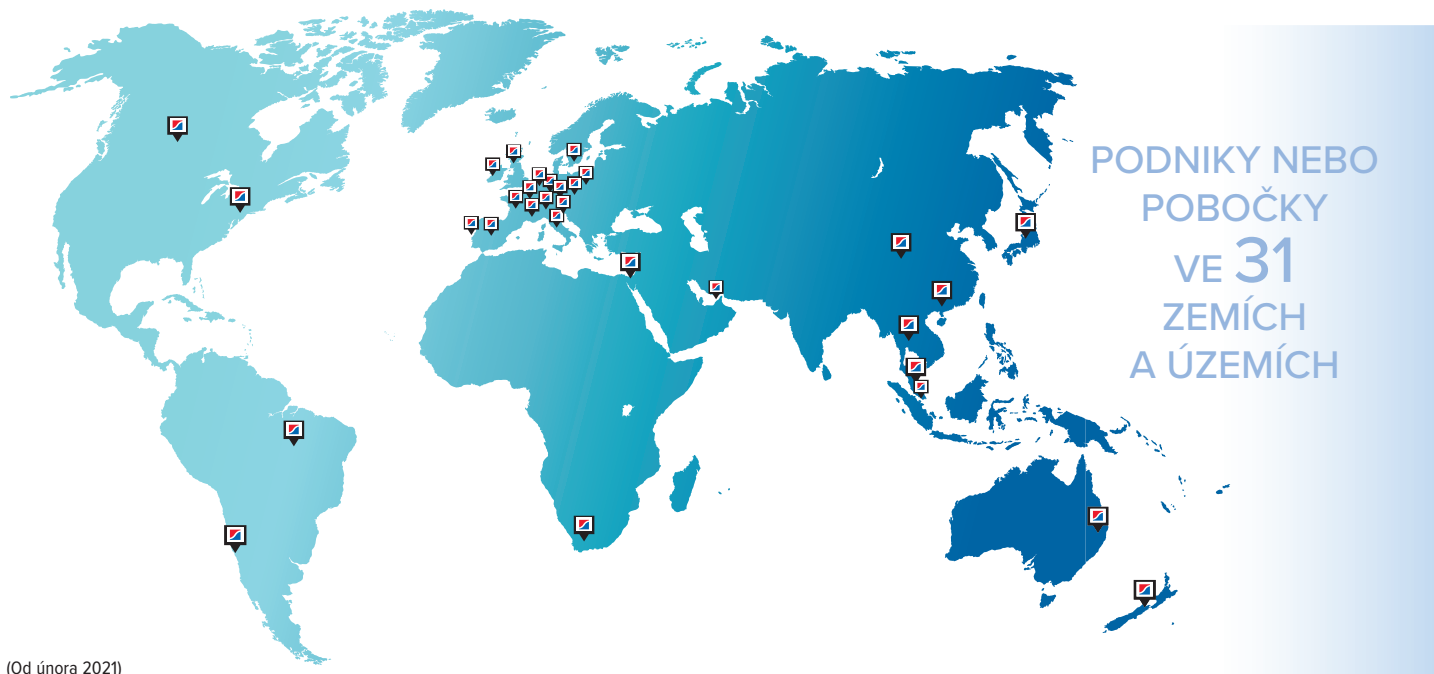 PODNIKY NEBO
POBOČKY
VE 31
ZEMÍCH
A ÚZEMÍCH
(Od února 2021)